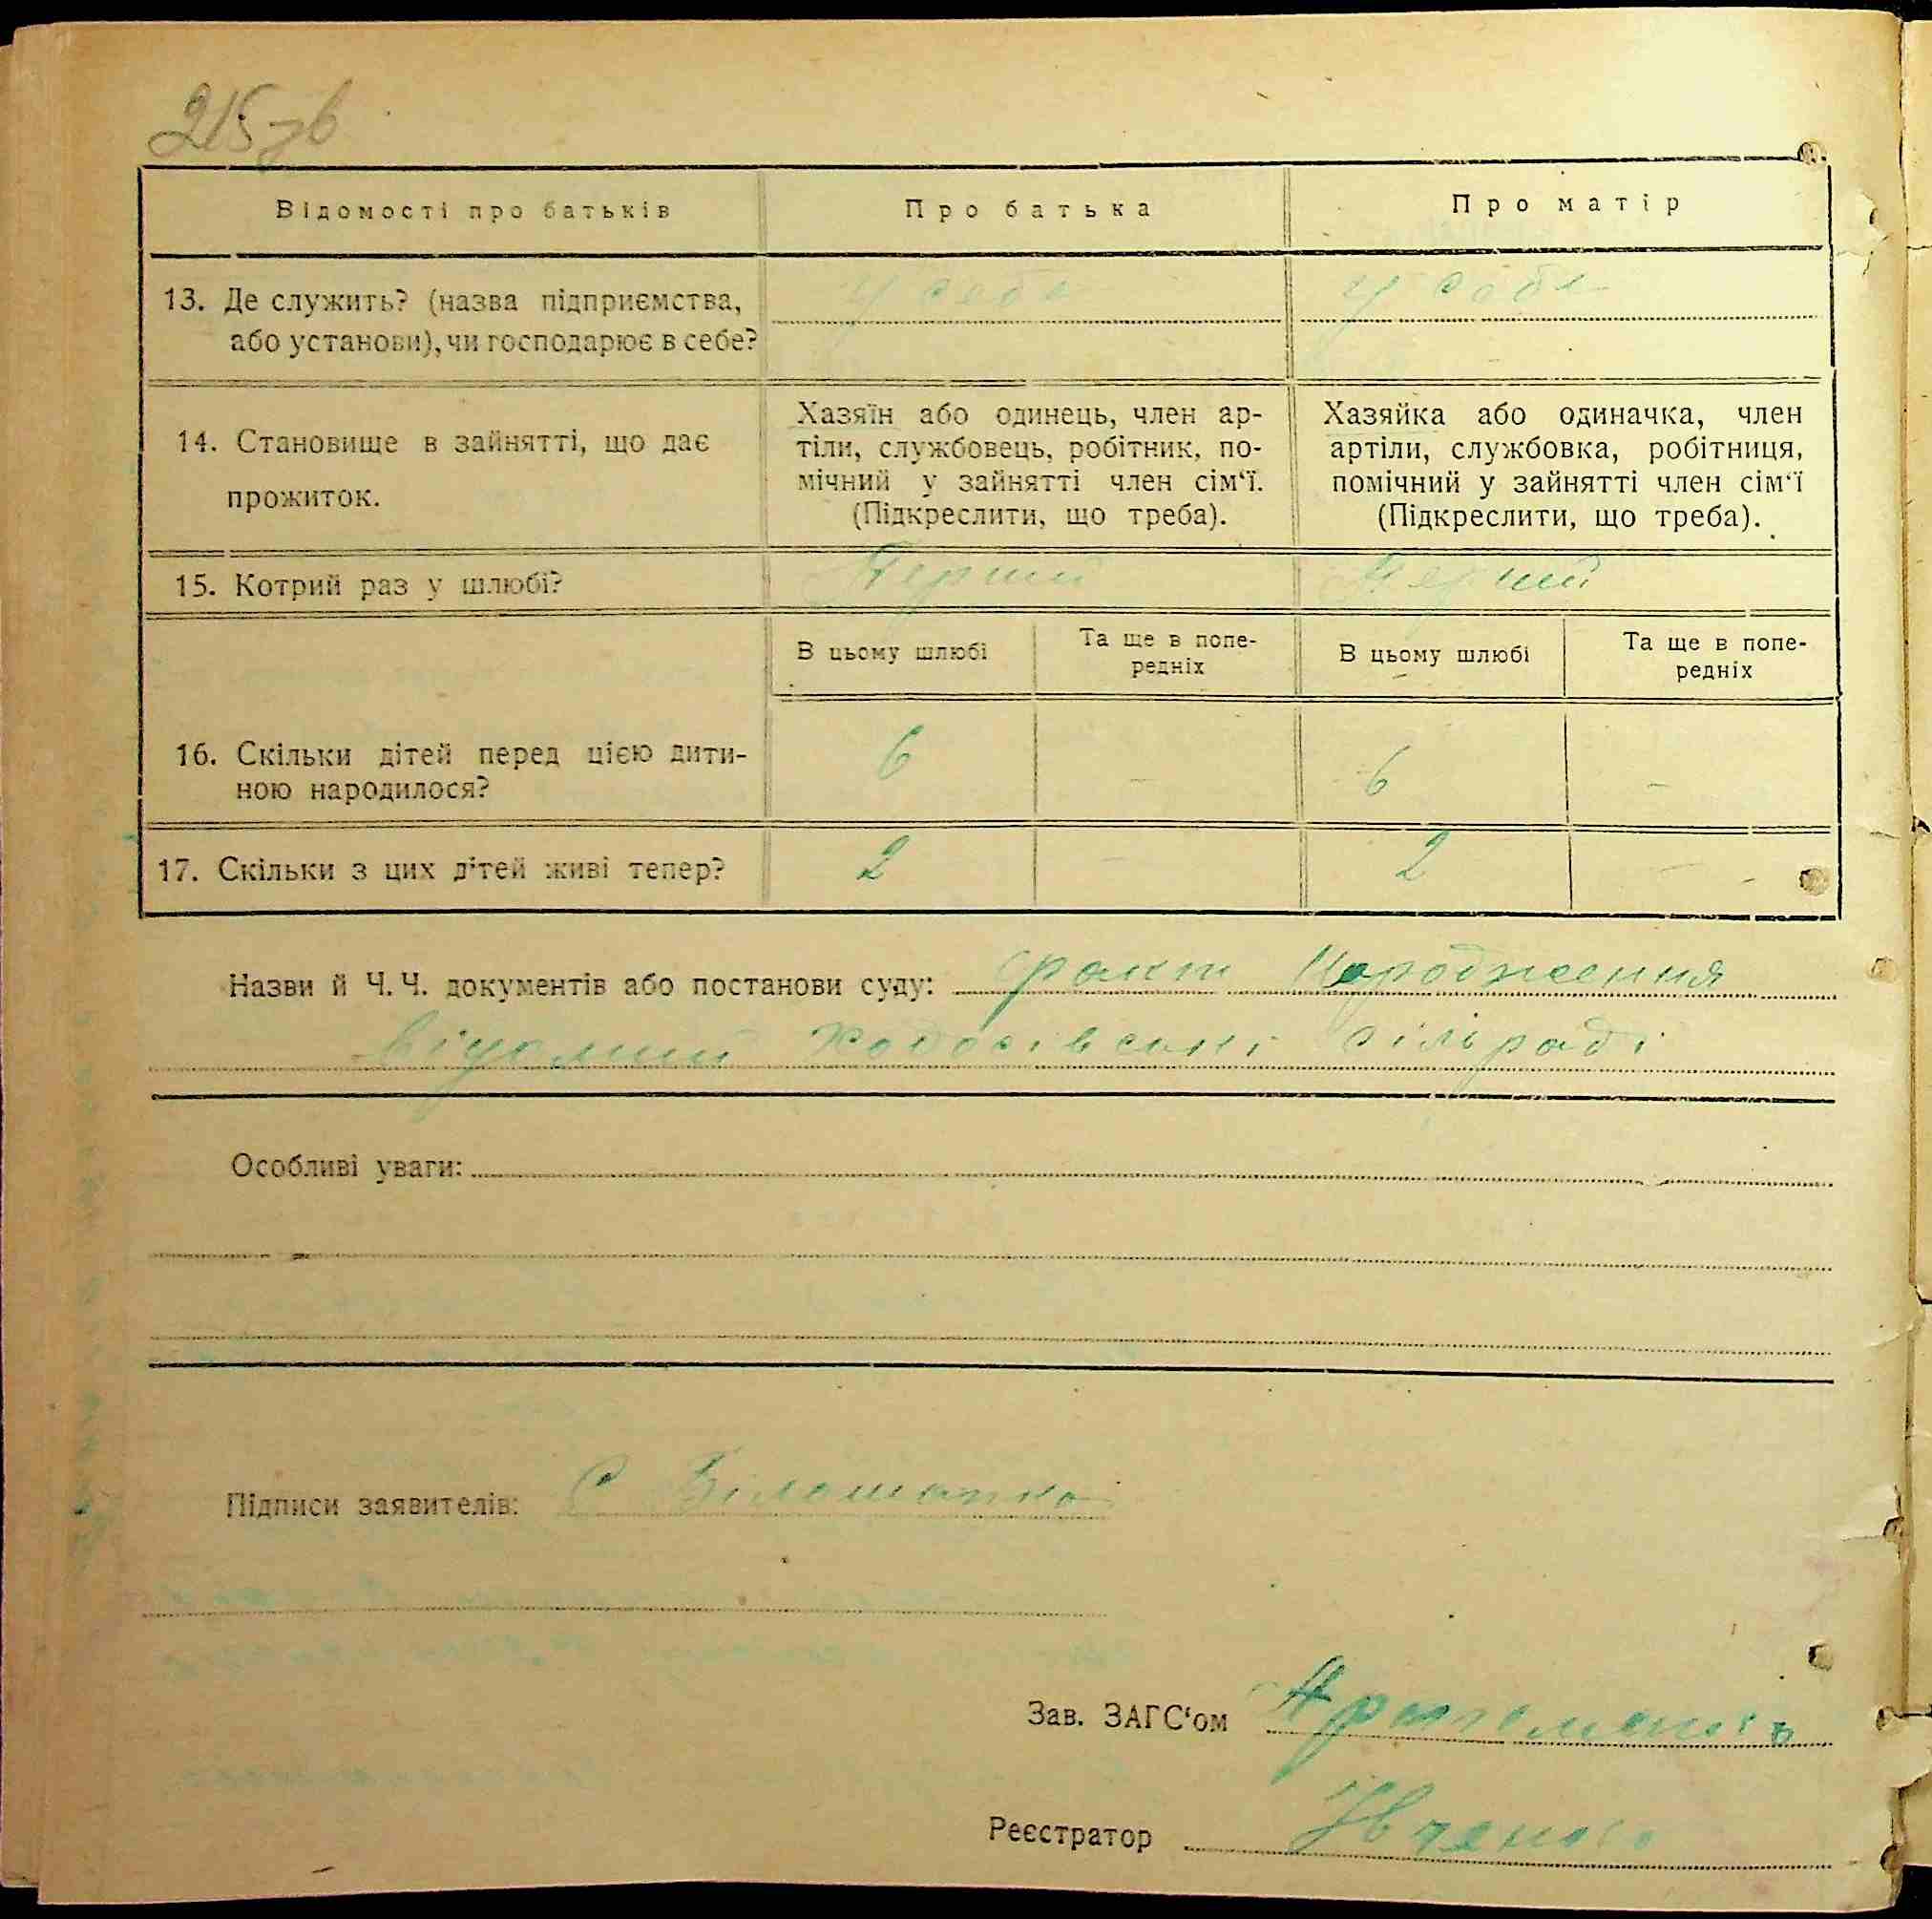 215 зв
Відомості про батьків
Про батька
Про матір
13. Де служить? (назва підприємства,
або установи), чи господарює в себе?
у себе
у себе
14. Становище в зайнятті, що дає
прожиток.
Хазяїн або одинець, член ар-
тіли, службовець, робітник, по-
мічний у зайнятті член сім‘ї.
(Підкреслити, що треба).
Хазяйка або одиначка, член
артіли, службовка, робітниця,
помічний у зайнятті член сім‘ї
(Підкреслити, що треба).
15. Котрий раз у шлюбі?
Перший
Перший
В цьому шлюбі
Та ще в попе-
редніх
В цьому шлюбі
Та ще в попе-
редніх
16. Скільки дітей перед цією дити-
ною народилося?
6
-
6
-
17. Скільки з цих дітей живі тепер?
2
-
2
-
Назви й Ч. Ч. документів або постанови суду: факт Народження
відомий Ходосівські сільраді
Особливі уваги:
Підписи заявителів: С Білошапка
Зав. ЗАГС‘ом
Реєстратор